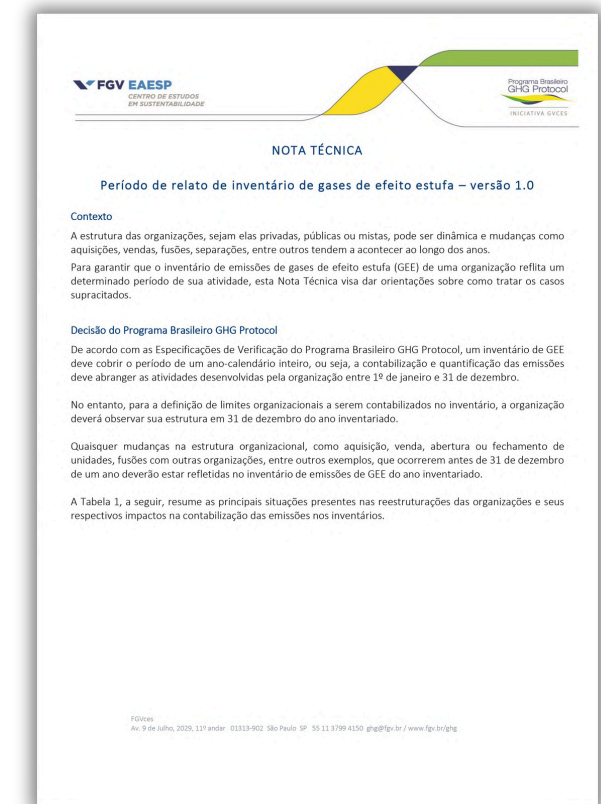 FGV EAESP
CENTRO DE ESTUDOS
EM SUSTENTABILIDADE
Programa Brasileiro
GHG Protocol
INICIATIVA GVCES
NOTA TÉCNICA
Período de relato de inventário de gases de efeito estufa – versão 1.0
Contexto
A estrutura das organizações, sejam elas privadas, públicas ou mistas, pode ser dinâmica e mudanças como
aquisições, vendas, fusões, separações, entre outros tendem a acontecer ao longo dos anos.
Para garantir que o inventário de emissões de gases de efeito estufa (GEE) de uma organização reflita um
determinado período de sua atividade, esta Nota Técnica visa dar orientações sobre como tratar os casos
supracitados.
Decisão do Programa Brasileiro GHG Protocol
De acordo com as Especificações de Verificação do Programa Brasileiro GHG Protocol, um inventário de GEE
deve cobrir o período de um ano-calendário inteiro, ou seja, a contabilização e quantificação das emissões
deve abranger as atividades desenvolvidas pela organização entre 1º de janeiro e 31 de dezembro.
No entanto, para a definição de limites organizacionais a serem contabilizados no inventário, a organização
deverá observar sua estrutura em 31 de dezembro do ano inventariado.
Quaisquer mudanças na estrutura organizacional, como aquisição, venda, abertura ou fechamento de
unidades, fusões com outras organizações, entre outros exemplos, que ocorrerem antes de 31 de dezembro
de um ano deverão estar refletidas no inventário de emissões de GEE do ano inventariado.
A Tabela 1, a seguir, resume as principais situações presentes nas reestruturações das organizações e seus
respectivos impactos na contabilização das emissões nos inventários.
FGVces
Av. 9 de Julho, 2029, 11º andar 01313-902 São Paulo SP 55 11 3799 4150 ghg@fgv.br / www.fgv.br/ghg